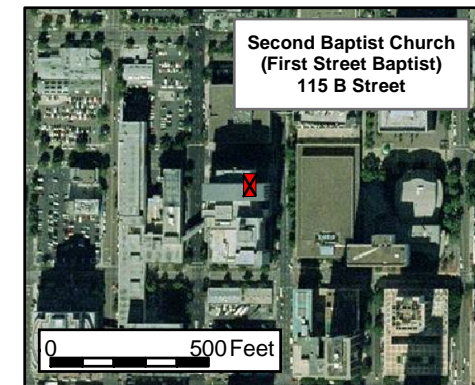 Second Baptist Church
(First Street Baptist)
115 B Street
0 500 Feet